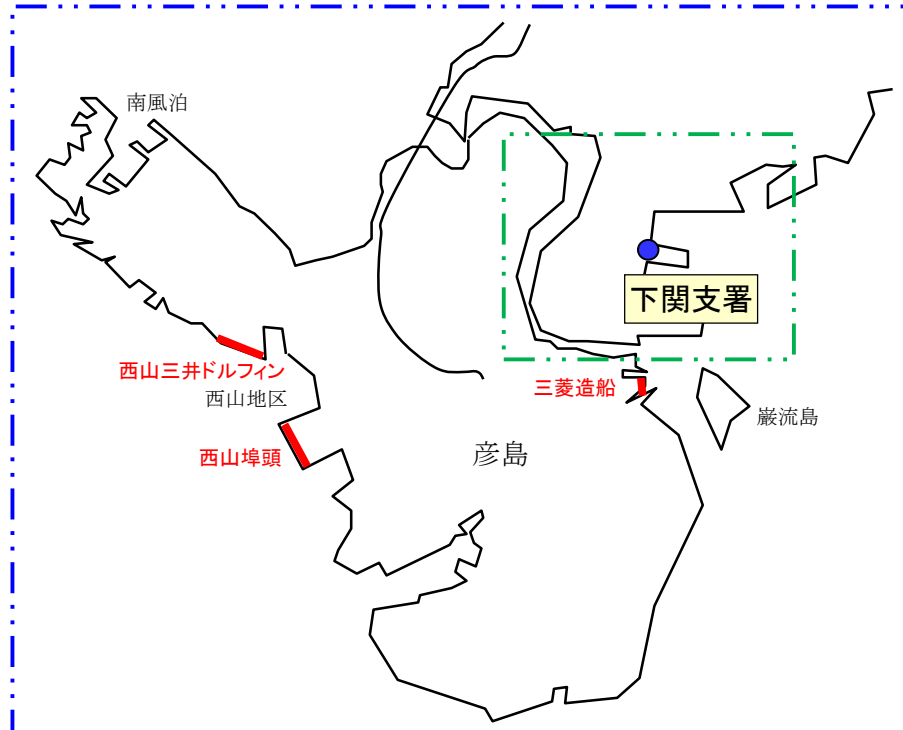 南風泊
下関支署
西山三井ドルフィン
西山地区
三菱造船
巌流島
西山埠頭
彦島